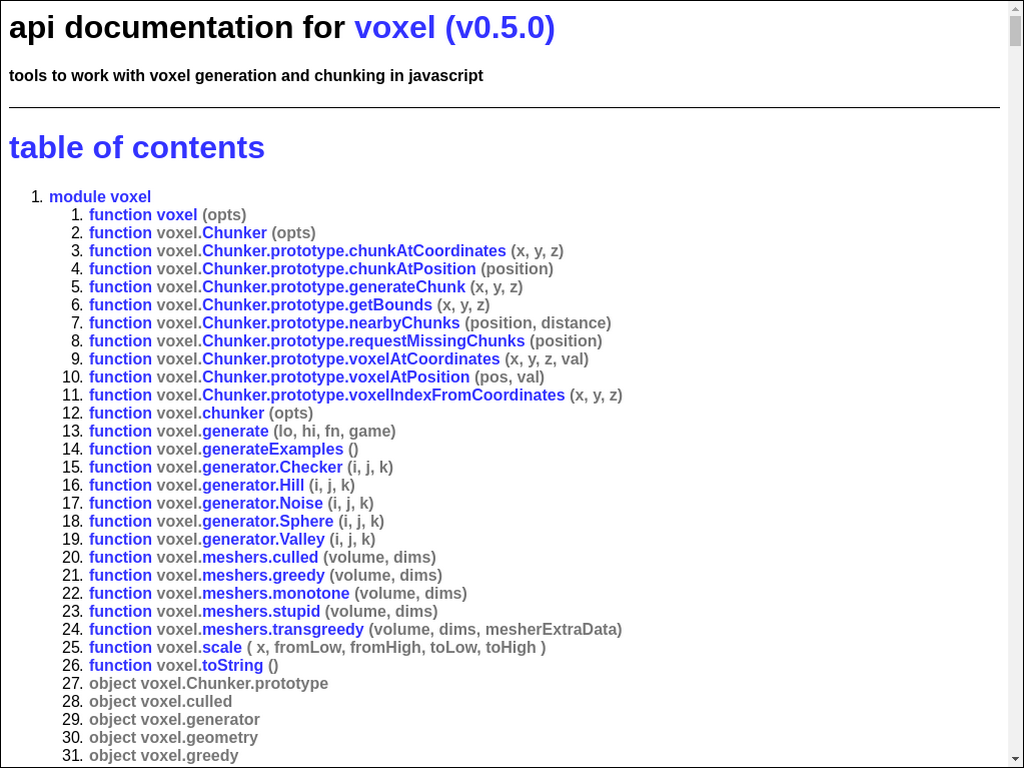 api documentation for voxel (v0.5.0)
tools to work with voxel generation and chunking in javascript
table of contents
1. module voxel
1. function voxel (opts)
2. function voxel.Chunker (opts)
3. function voxel.Chunker.prototype.chunkAtCoordinates (x, y, z)
4. function voxel.Chunker.prototype.chunkAtPosition (position)
5. function voxel.Chunker.prototype.generateChunk (x, y, z)
6. function voxel.Chunker.prototype.getBounds (x, y, z)
7. function voxel.Chunker.prototype.nearbyChunks (position, distance)
8. function voxel.Chunker.prototype.requestMissingChunks (position)
9. function voxel.Chunker.prototype.voxelAtCoordinates (x, y, z, val)
10. function voxel.Chunker.prototype.voxelAtPosition (pos, val)
11. function voxel.Chunker.prototype.voxelIndexFromCoordinates (x, y, z)
12. function voxel.chunker (opts)
13. function voxel.generate (lo, hi, fn, game)
14. function voxel.generateExamples ()
15. function voxel.generator.Checker (i, j, k)
16. function voxel.generator.Hill (i, j, k)
17. function voxel.generator.Noise (i, j, k)
18. function voxel.generator.Sphere (i, j, k)
19. function voxel.generator.Valley (i, j, k)
20. function voxel.meshers.culled (volume, dims)
21. function voxel.meshers.greedy (volume, dims)
22. function voxel.meshers.monotone (volume, dims)
23. function voxel.meshers.stupid (volume, dims)
24. function voxel.meshers.transgreedy (volume, dims, mesherExtraData)
25. function voxel.scale ( x, fromLow, fromHigh, toLow, toHigh )
26. function voxel.toString ()
27. object voxel.Chunker.prototype
28. object voxel.culled
29. object voxel.generator
30. object voxel.geometry
31. object voxel.greedy